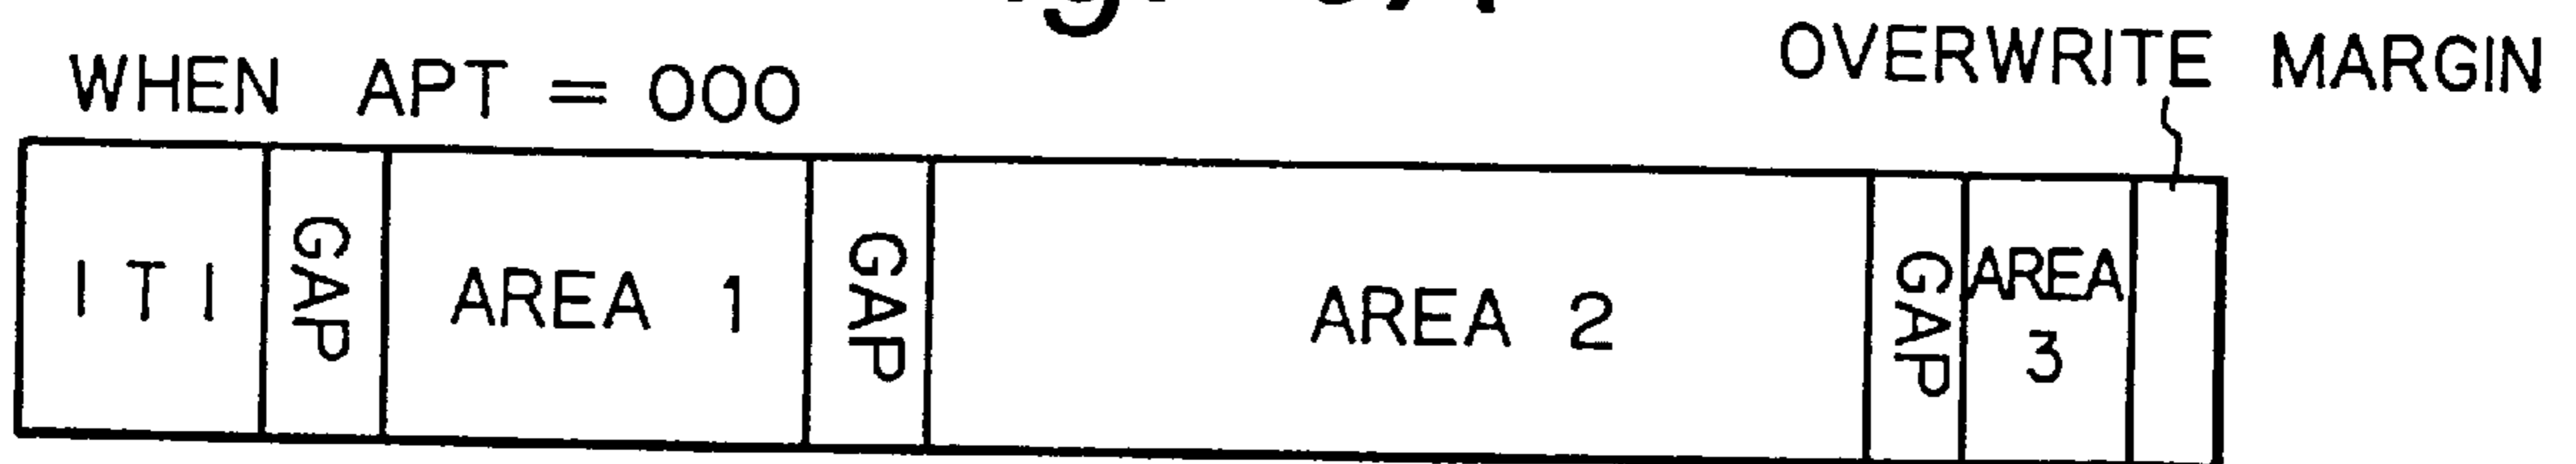 OVERWRITE MARGIN
WHEN APT = 000
ITI GAP AREA 1 GAP AREA 2 GAP AREA 3